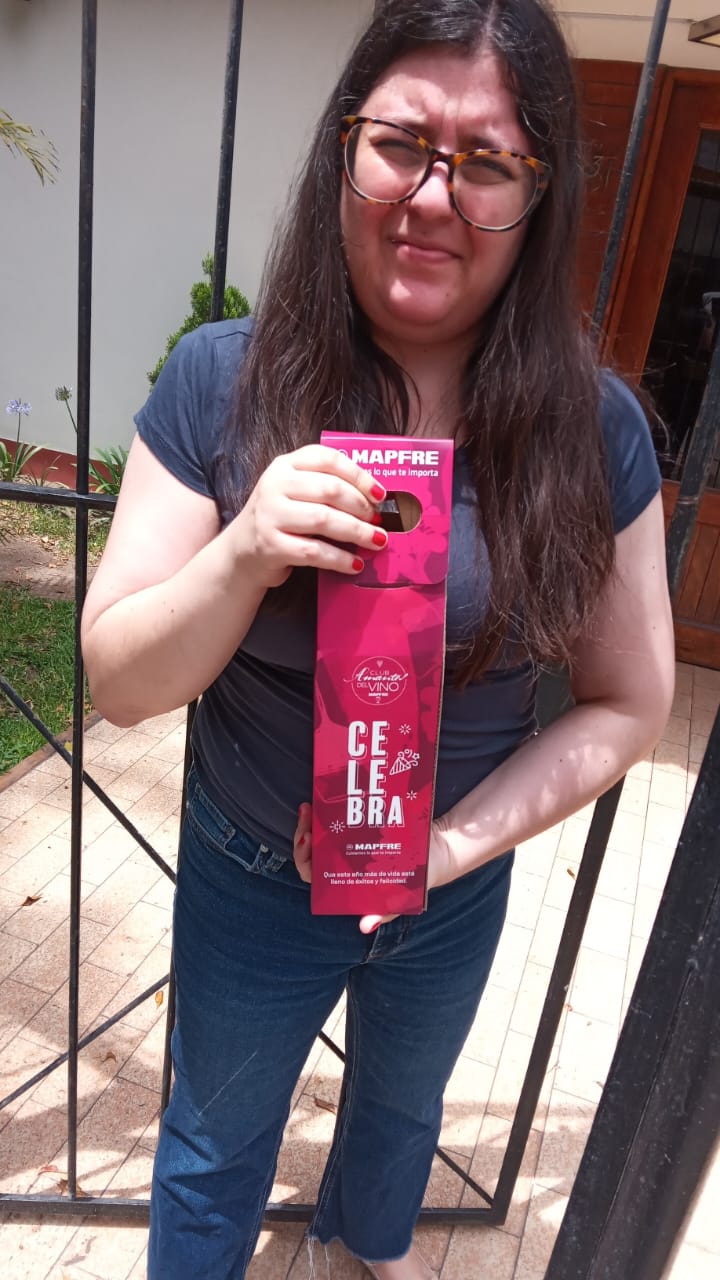 MAPFRE
lo que te importa
CLUB
Amantes
DEL VINO
MAPFRE
CE
LE
BRA
MAPFRE
Cuidamos lo que te importa
Que este año más de vida esté
lleno de éxitos y felicidad.